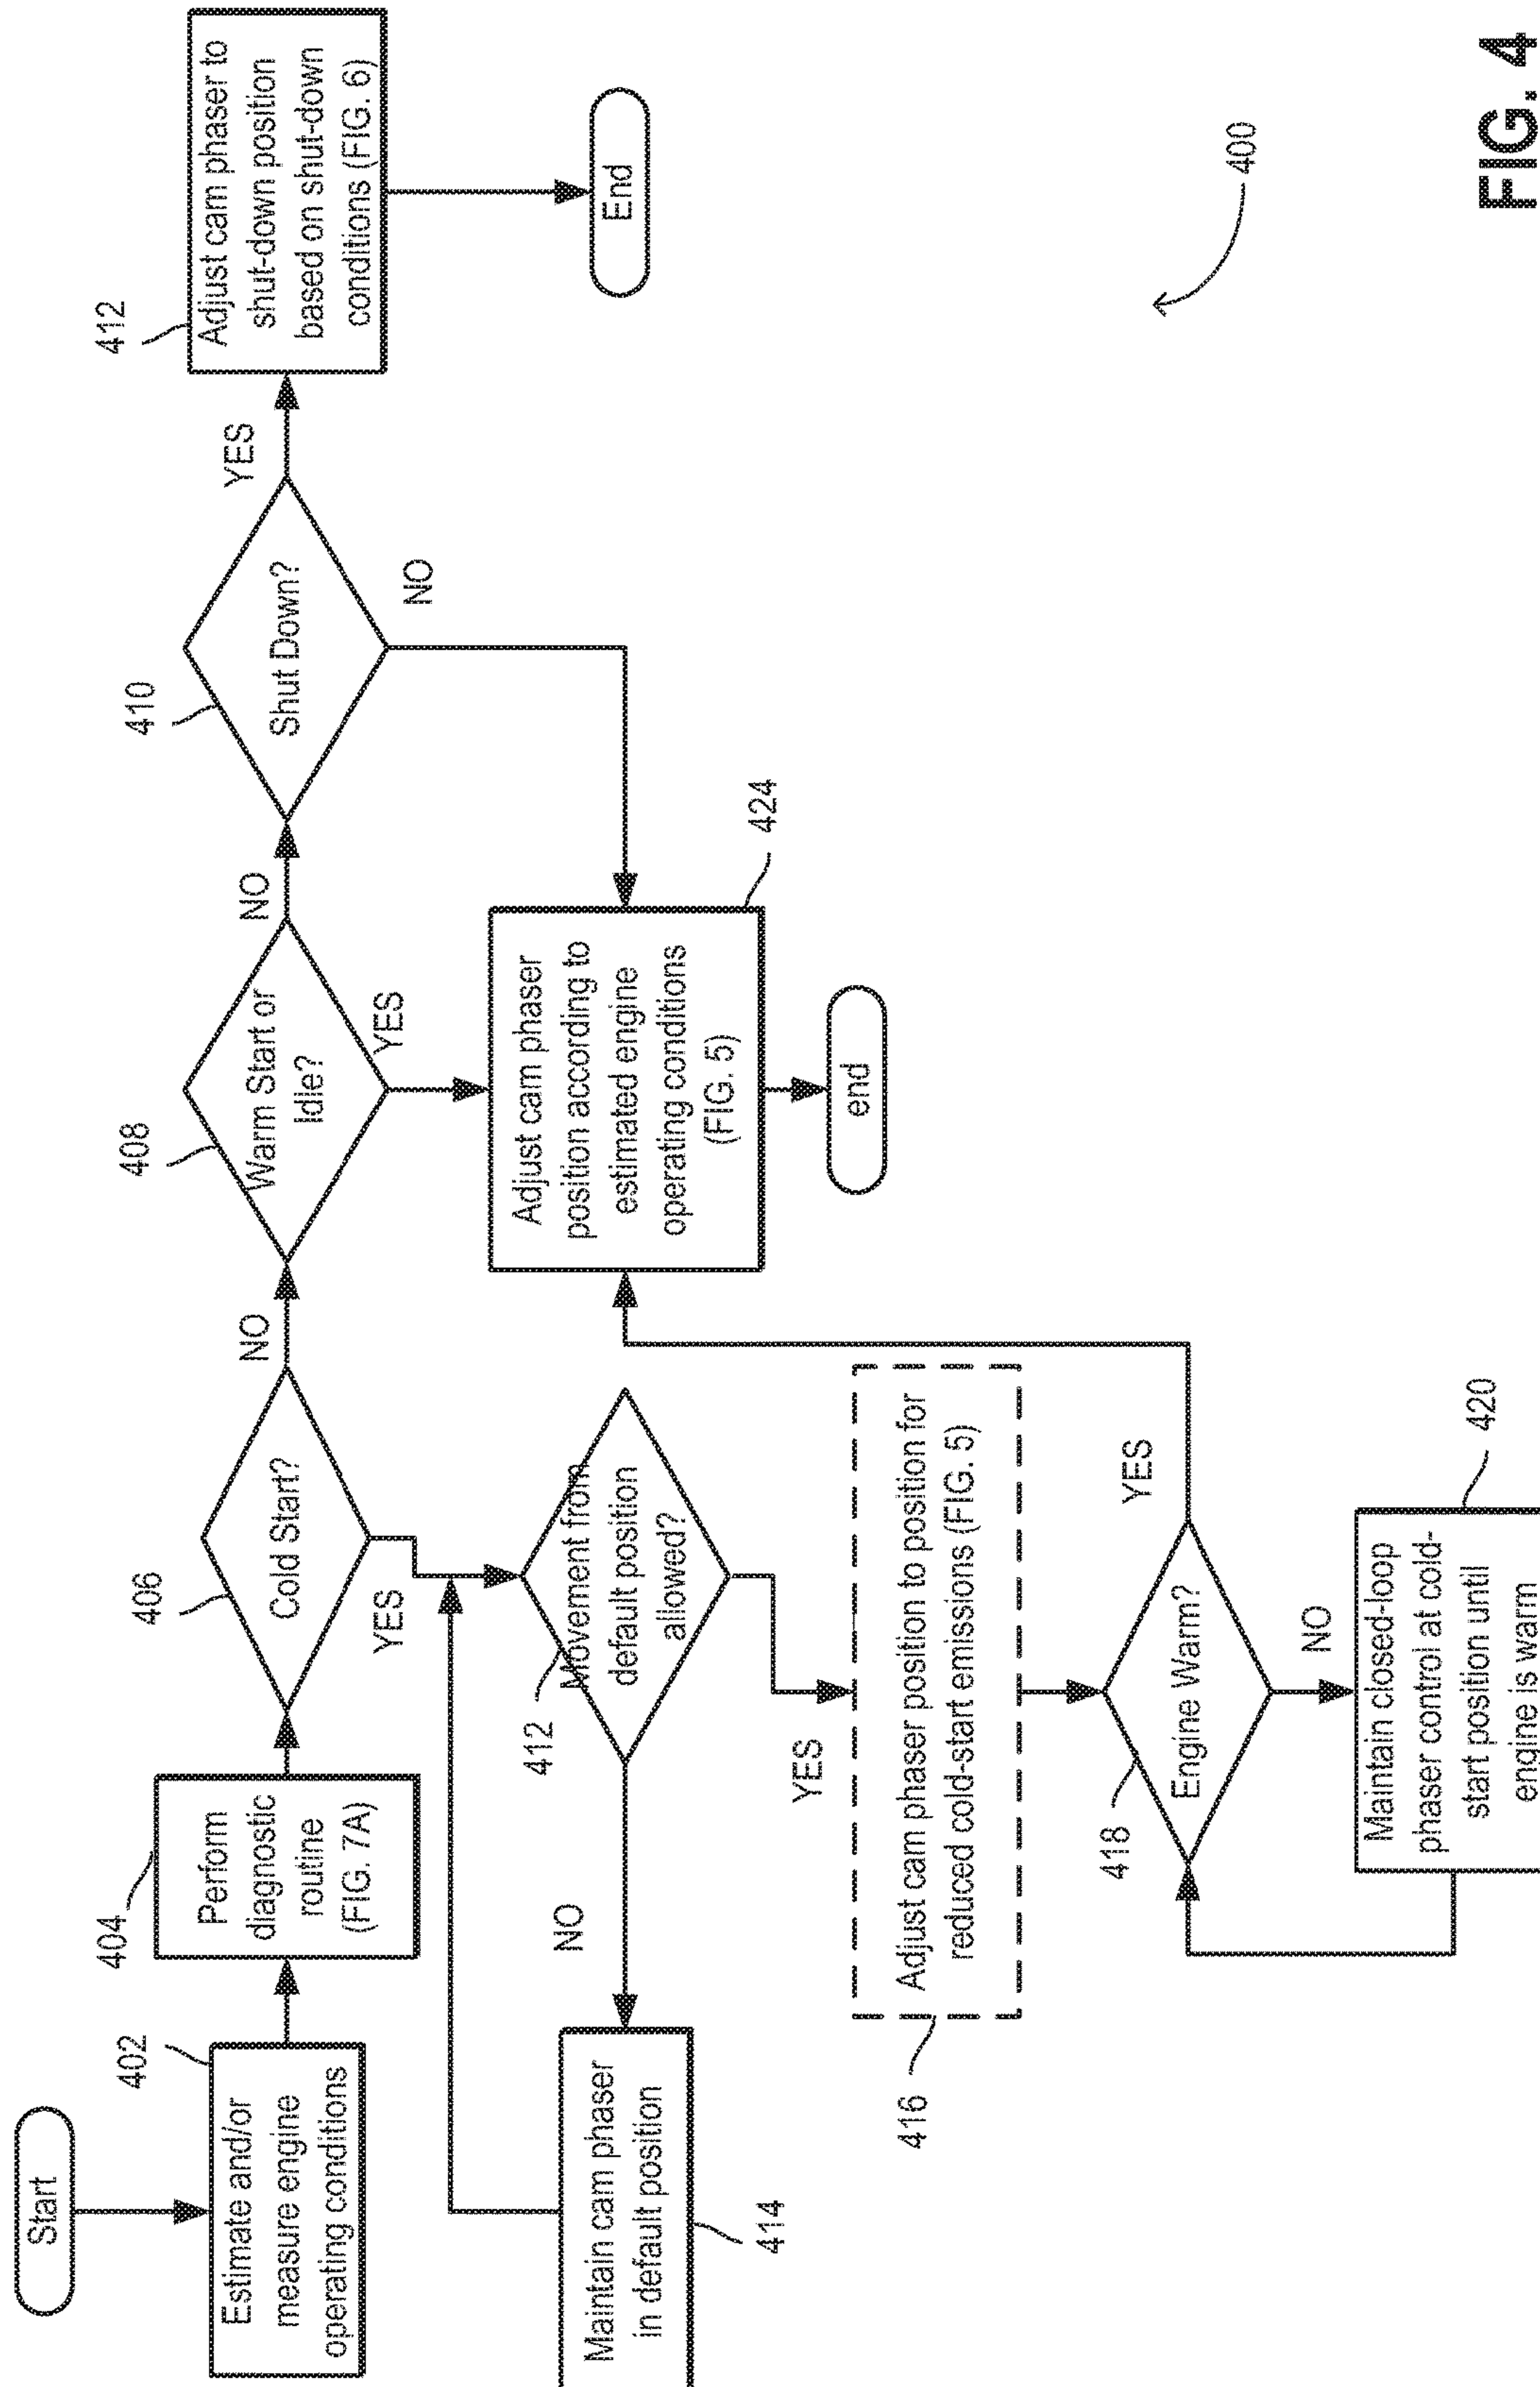 Start
402
Estimate and/or
measure engine
operating conditions
404
Perform
diagnostic
routine
(FIG. 7A)
406
Cold Start?
NO
YES
408
Warm Start or
Idle?
NO
YES
410
Shut Down?
YES
NO
412
Adjust cam phaser to
shut-down position
based on shut-down
conditions (FIG. 6)
End
412
Movement from
default position
allowed?
NO
YES
Maintain cam phaser
in default position
414
Adjust cam phaser
position according to
estimated engine
operating conditions
(FIG. 5)
424
end
416
Adjust cam phaser position to position for
reduced cold-start emissions (FIG. 5)
418
Engine Warm?
YES
NO
420
Maintain closed-loop
phaser control at cold-
start position until
engine is warm
400
FIG. 4